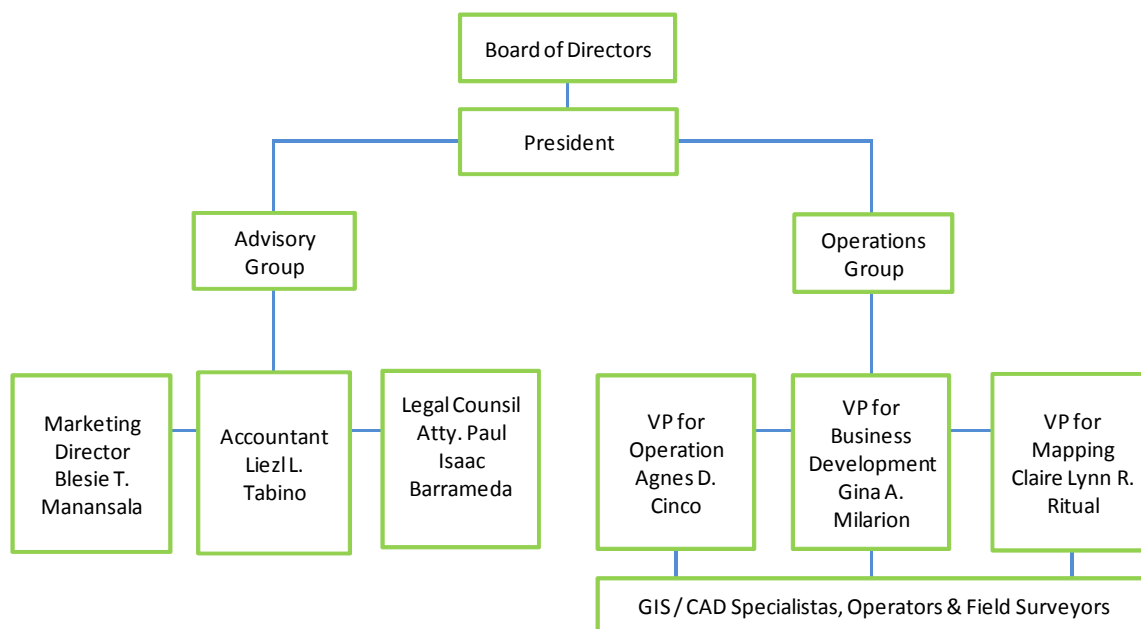 Board of Directors
President
Advisory
Group
Operations
Group
Marketing
Director
Blesie T.
Manansala
Accountant
Liezl L.
Tabino
Legal Counsil
Atty. Paul
Isaac
Barrameda
VP for
Operation
Agnes D.
Cinco
VP for
Business
Development
Gina A.
Milarion
VP for
Mapping
Claire Lynn R.
Ritual
GIS / CAD Specialistas, Operators & Field Surveyors